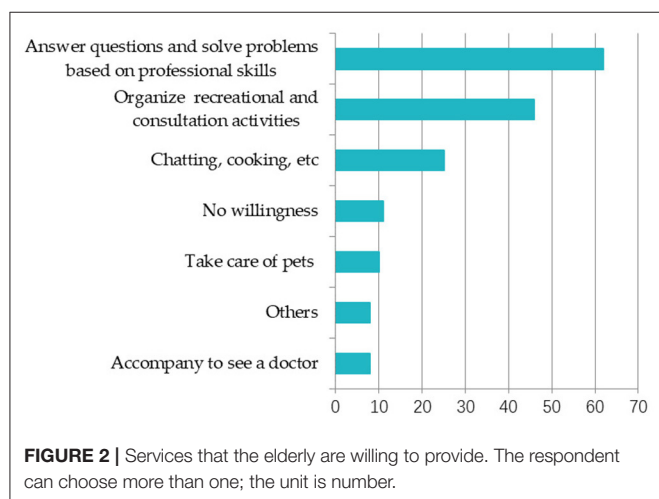 Answer questions and solve problems
based on professional skills
Organize recreational and
consultation activities
Chatting, cooking, etc
No willingness
Take care of pets
Others
Accompany to see a doctor
0 10 20 30 40 50 60 70
FIGURE 2 | Services that the elderly are willing to provide. The respondent
can choose more than one; the unit is number.